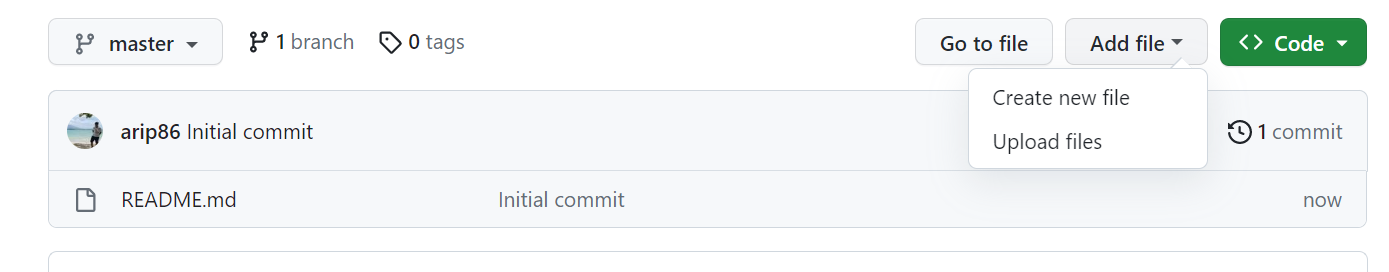 master 1 branch 0 tags Go to file Add file Code
Create new file
arip86 Initial commit 1 commit
Upload files
README.md Initial commit now